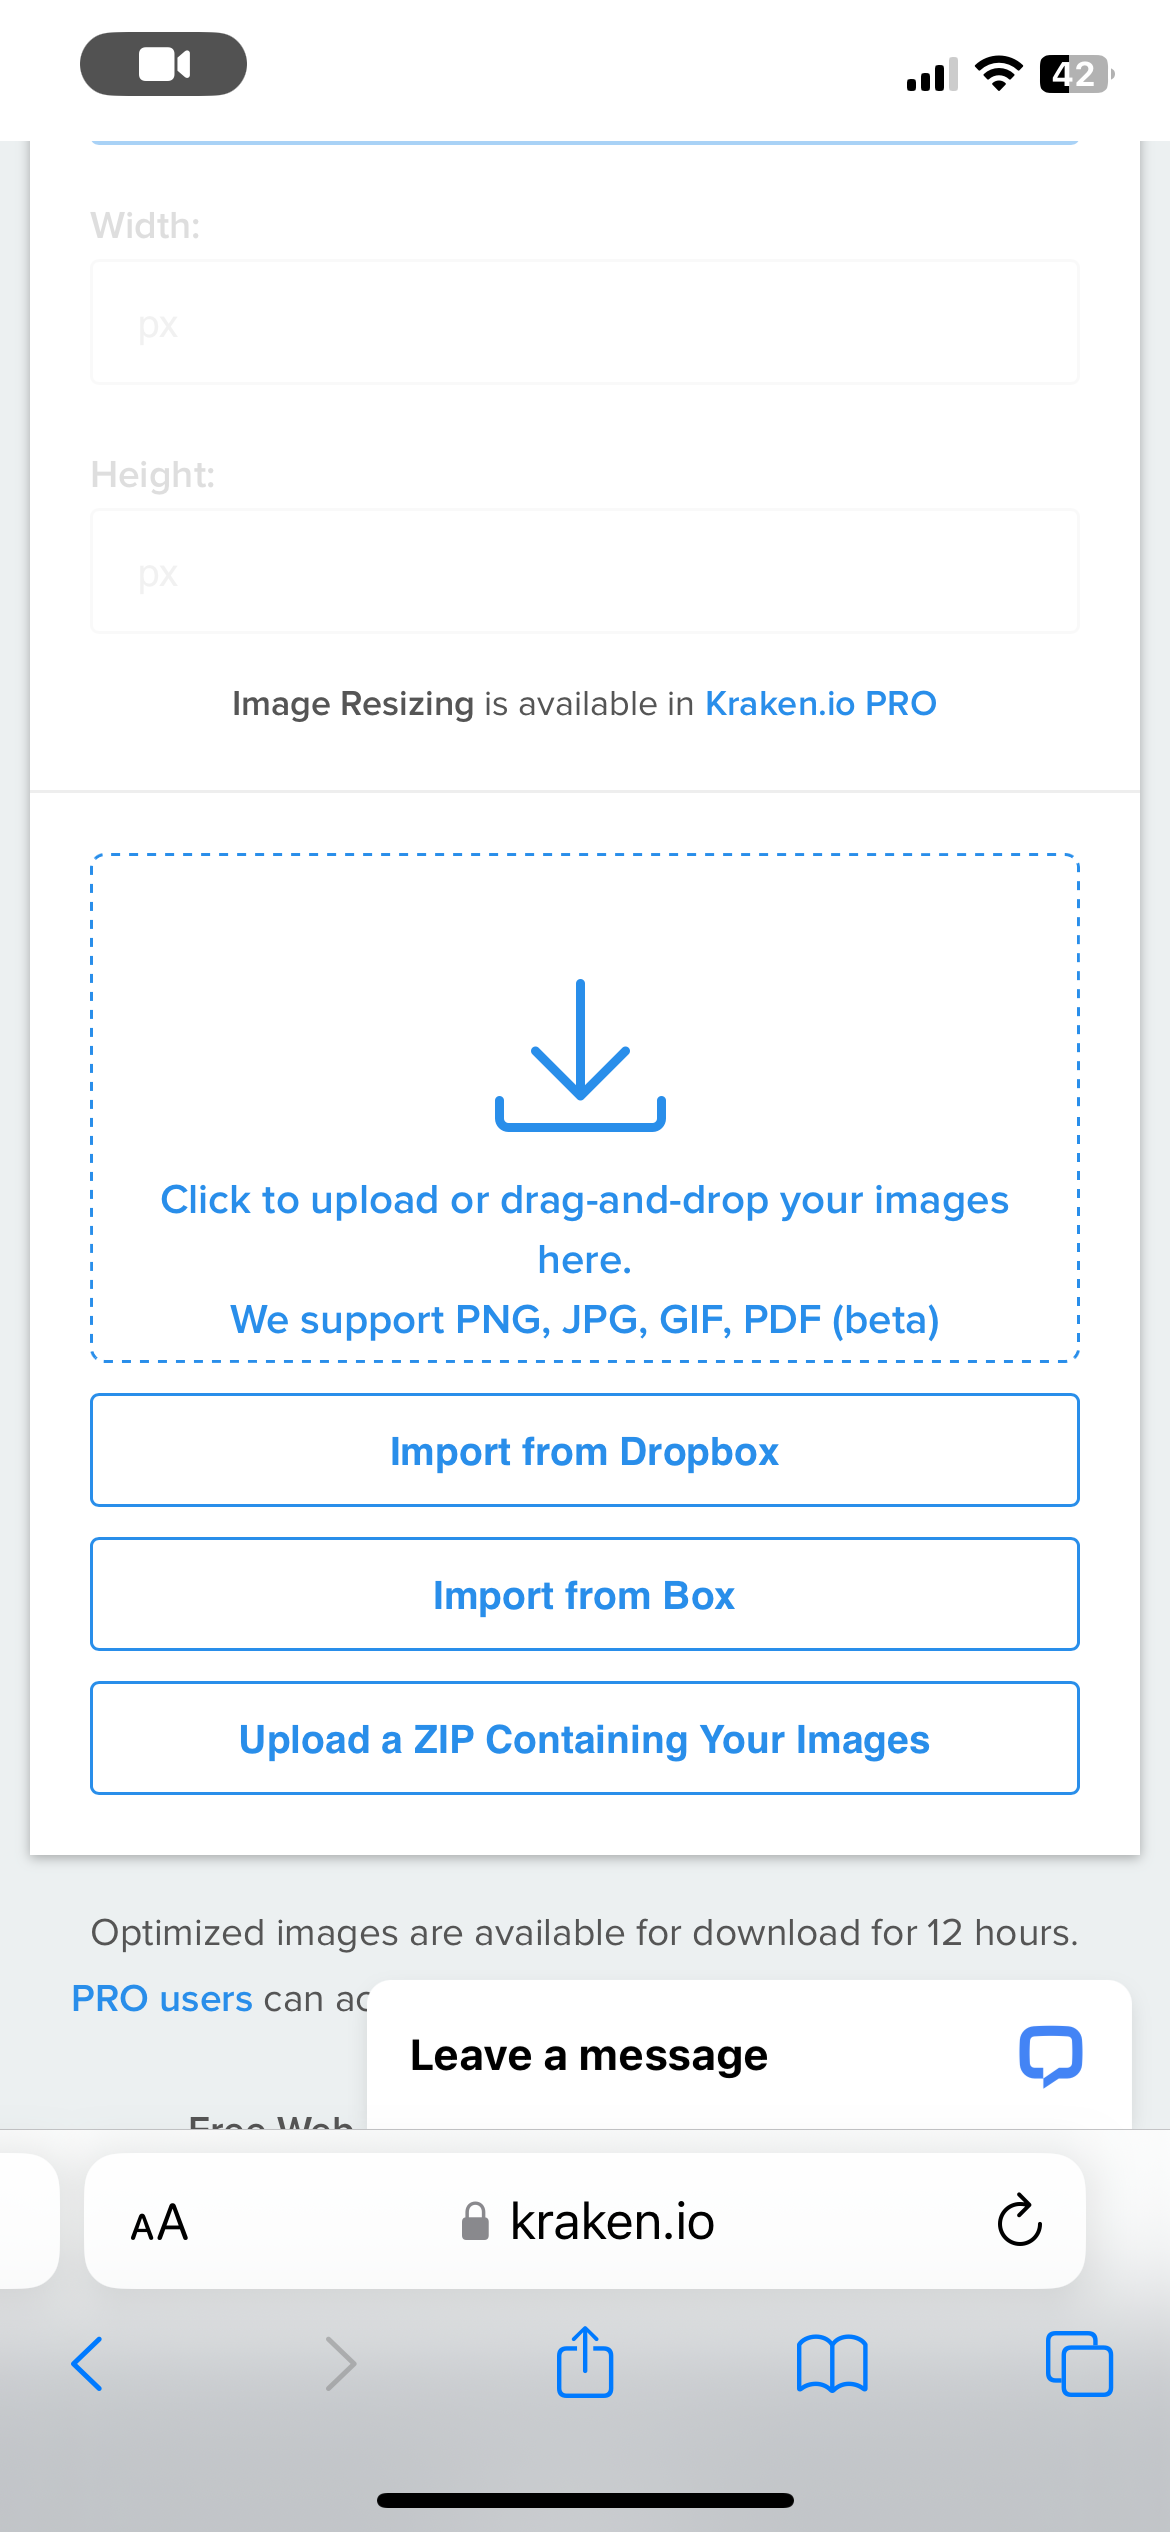 42
Width:
px
Height:
px
Image Resizing is available in Kraken.io PRO
Click to upload or drag-and-drop your images
here.
We support PNG, JPG, GIF, PDF (beta)
Import from Dropbox
Import from Box
Upload a ZIP Containing Your Images
Optimized images are available for download for 12 hours.
PRO users can ac
Leave a message
Free Web
AA kraken.io